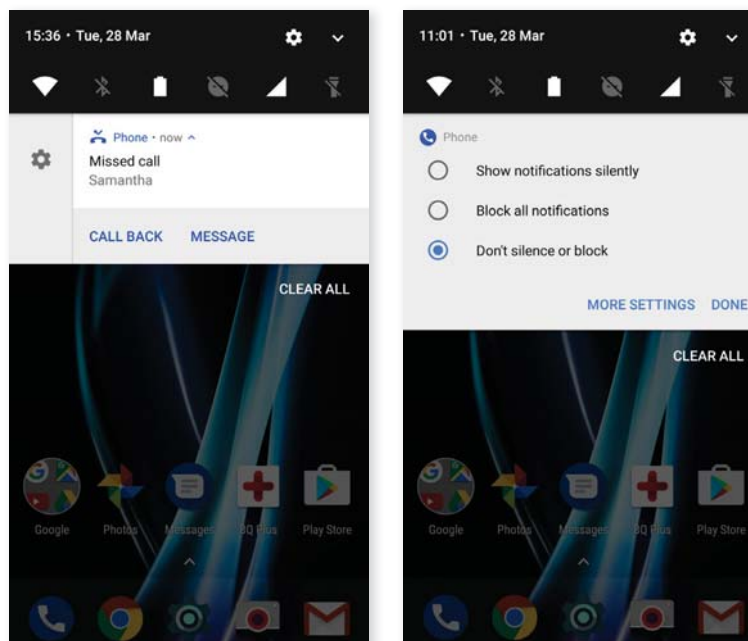 15:36 • Tue, 28 Mar
Phone • now
Missed call
Samantha
CALL BACK MESSAGE
CLEAR ALL
Google Photos Messages BQ Plus Play Store
11:01 • Tue, 28 Mar
Phone
Show notifications silently
Block all notifications
Don't silence or block
MORE SETTINGS DONE
CLEAR ALL
Google Photos Messages BQ Plus Play Store